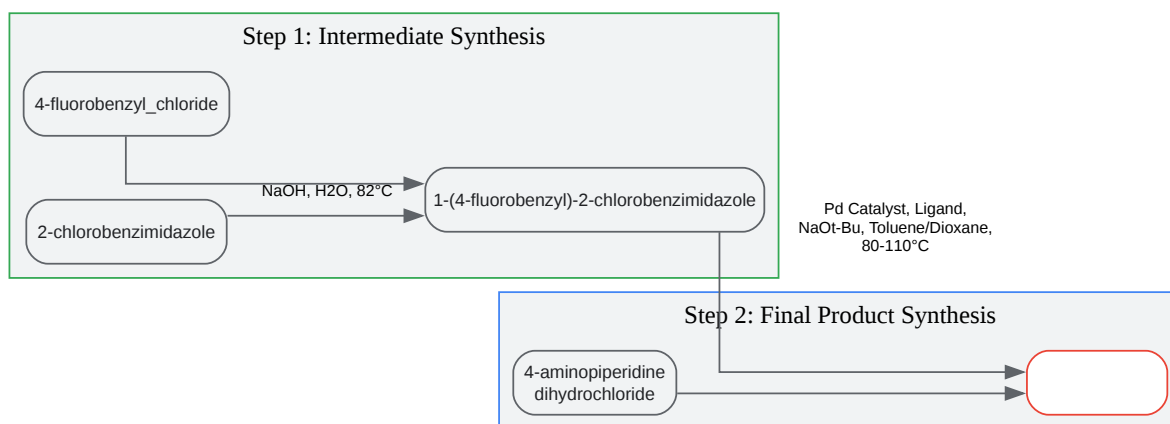 Step 1: Intermediate Synthesis
4-fluorobenzyl_chloride
NaOH, H2O, 82°C
2-chlorobenzimidazole
1-(4-fluorobenzyl)-2-chlorobenzimidazole
Pd Catalyst, Ligand,
NaOt-Bu, Toluene/Dioxane,
80-110°C
Step 2: Final Product Synthesis
4-aminopiperidine
dihydrochloride